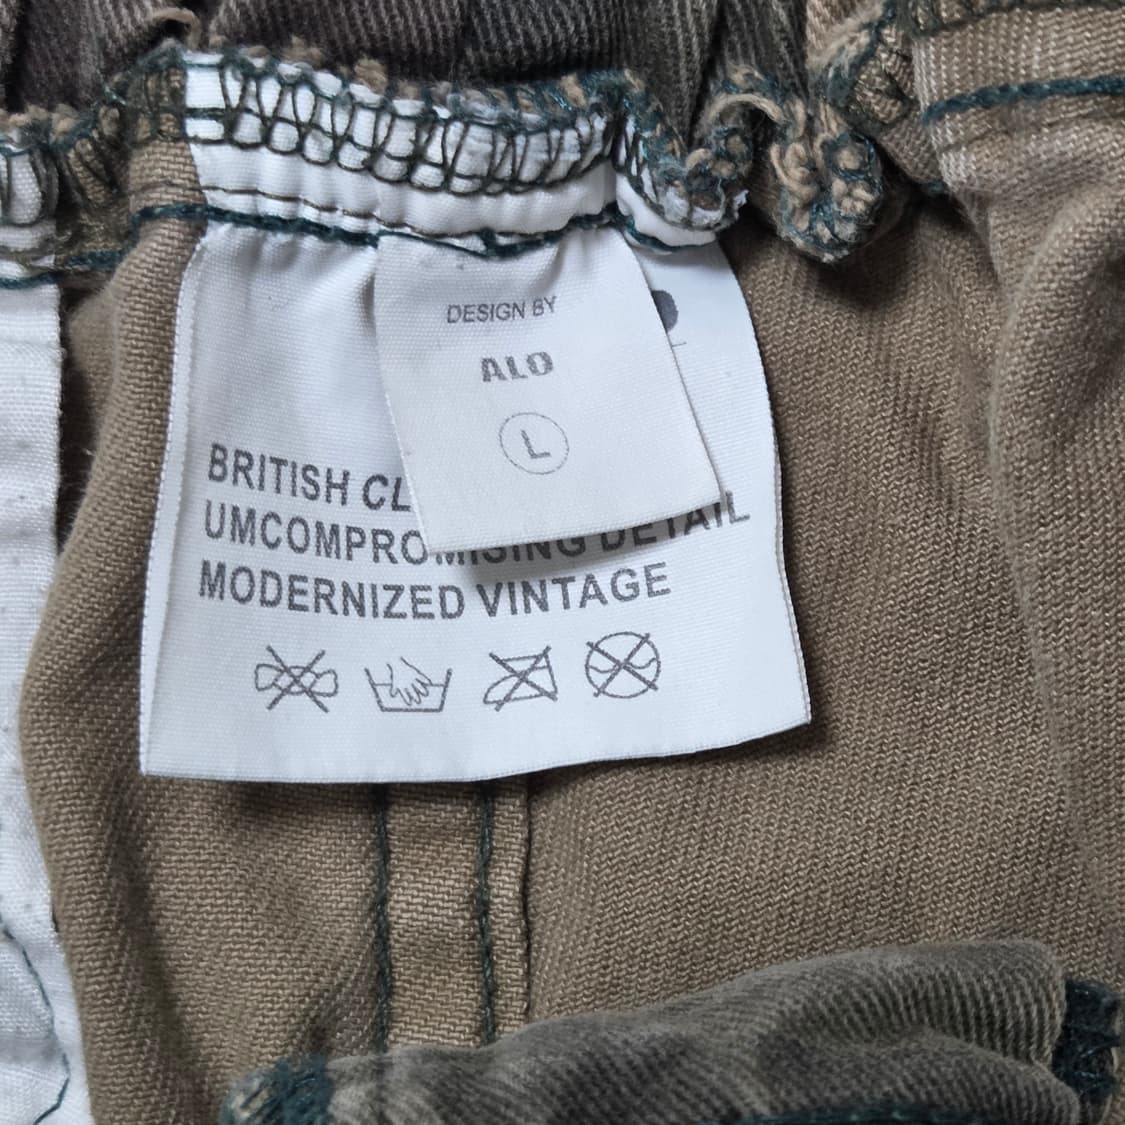 DESIGN BY
ALO
L
BRITISH CL
UMCOMPROMISING DETAIL
MODERNIZED VINTAGE